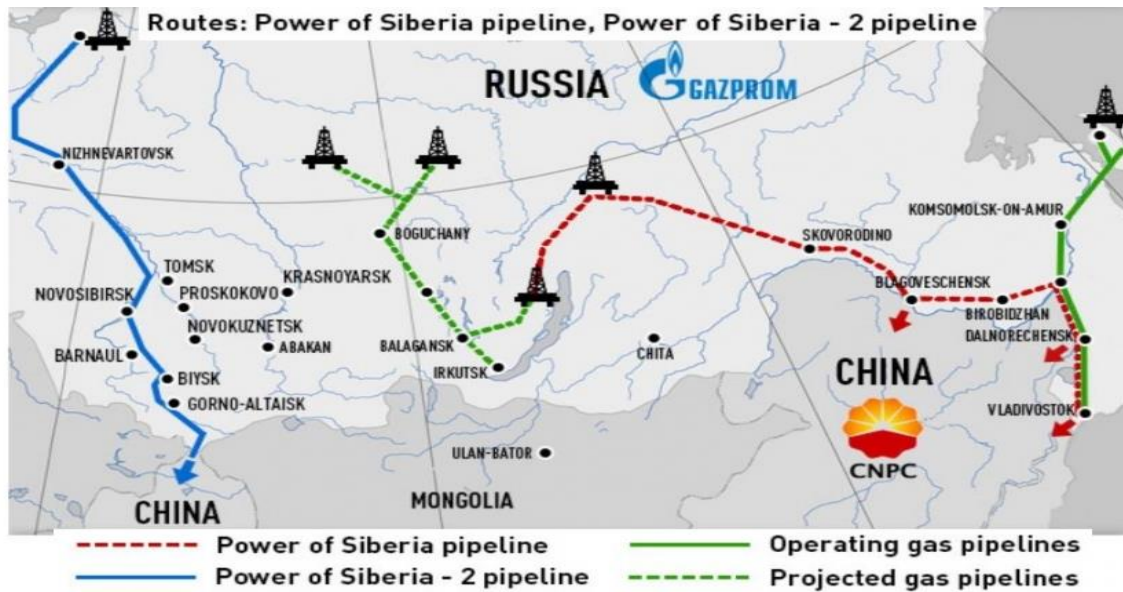 Routes: Power of Siberia pipeline, Power of Siberia - 2 pipeline
RUSSIA
GAZPROM
NIZHNEVARTOVSK
KOMSOMOLSK-ON-AMUR
BOGUCHANY
SKOVORODINO
TOMSK
KRASNOYARSK
BLAGOVESCHENSK
NOVOSIBIRSK
PROSKOKOVO
BIROBIDZHAN
NOVOKUZNETSK
DALNORECHENSK
BARNAUL
ABAKAN
BALAGANSK
CHITA
IRKUTSK
CHINA
BIYSK
GORNO-ALTAISK
VLADIVOSTOK
ULAN-BATOR
CNPC
MONGOLIA
CHINA
Power of Siberia pipeline
Operating gas pipelines
Power of Siberia - 2 pipeline
Projected gas pipelines